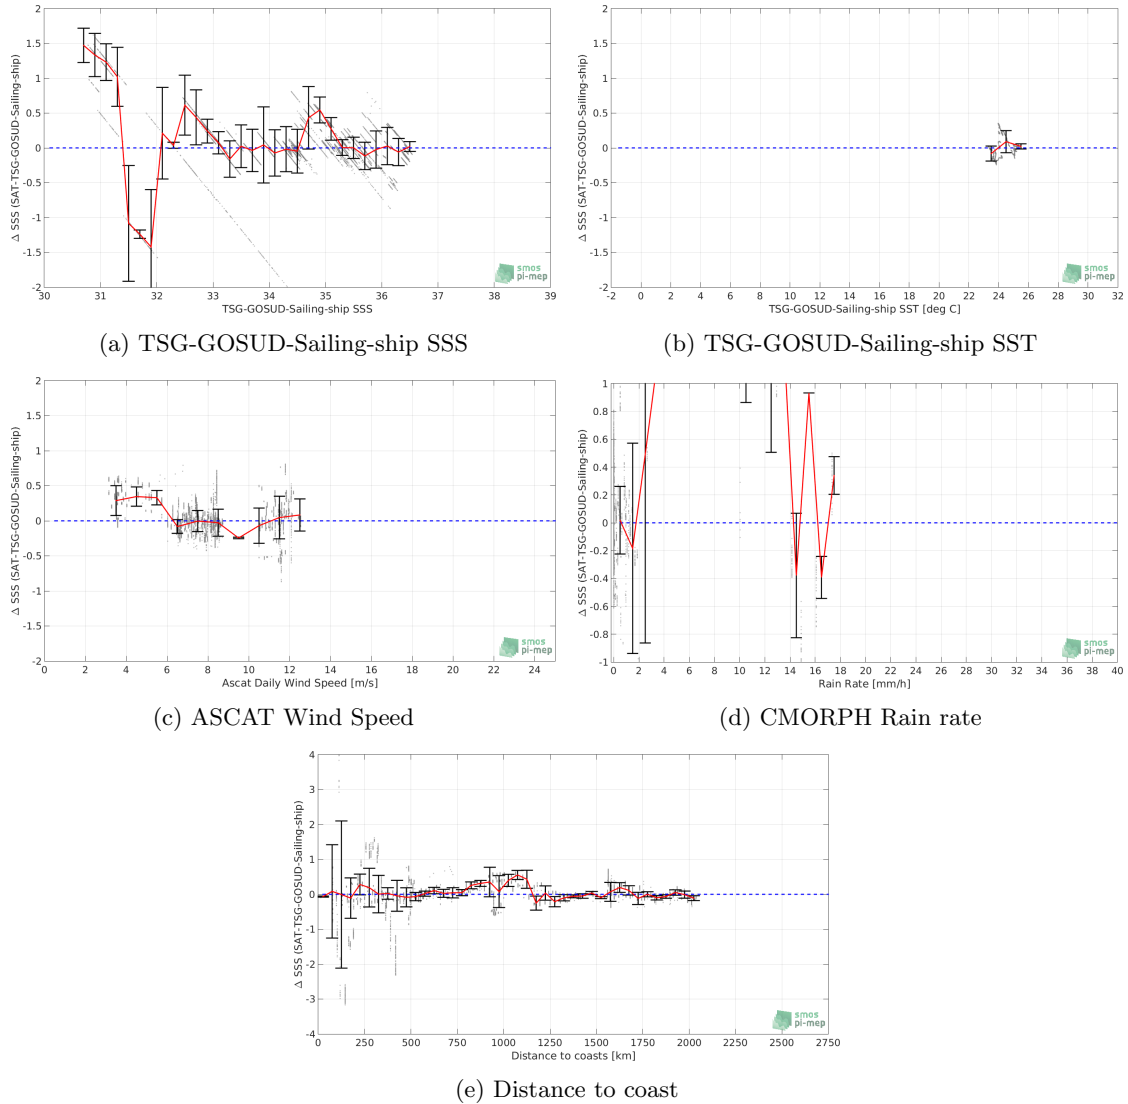 2
1.5
1
0.5
0
-0.5
-1
-1.5
-2
Δ SSS (SAT-TSG-GOSUD-Sailing-ship)
30 31 32 33 34 35 36 37 38 39
TSG-GOSUD-Sailing-ship SSS
smos
pi-mep
(a) TSG-GOSUD-Sailing-ship SSS
2
1.5
1
0.5
0
-0.5
-1
-1.5
-2
Δ SSS (SAT-TSG-GOSUD-Sailing-ship)
-2 0 2 4 6 8 10 12 14 16 18 20 22 24 26 28 30 32
TSG-GOSUD-Sailing-ship SST [deg C]
smos
pi-mep
(b) TSG-GOSUD-Sailing-ship SST
2
1.5
1
0.5
0
-0.5
-1
-1.5
-2
Δ SSS (SAT-TSG-GOSUD-Sailing-ship)
0 2 4 6 8 10 12 14 16 18 20 22 24
Ascat Daily Wind Speed [m/s]
smos
pi-mep
(c) ASCAT Wind Speed
1
0.8
0.6
0.4
0.2
0
-0.2
-0.4
-0.6
-0.8
-1
Δ SSS (SAT-TSG-GOSUD-Sailing-ship)
0 2 4 6 8 10 12 14 16 18 20 22 24 26 28 30 32 34 36 38 40
Rain Rate [mm/h]
smos
pi-mep
(d) CMORPH Rain rate
4
3
2
1
0
-1
-2
-3
-4
Δ SSS (SAT-TSG-GOSUD-Sailing-ship)
0 250 500 750 1000 1250 1500 1750 2000 2250 2500 2750
Distance to coasts [km]
smos
pi-mep
(e) Distance to coast